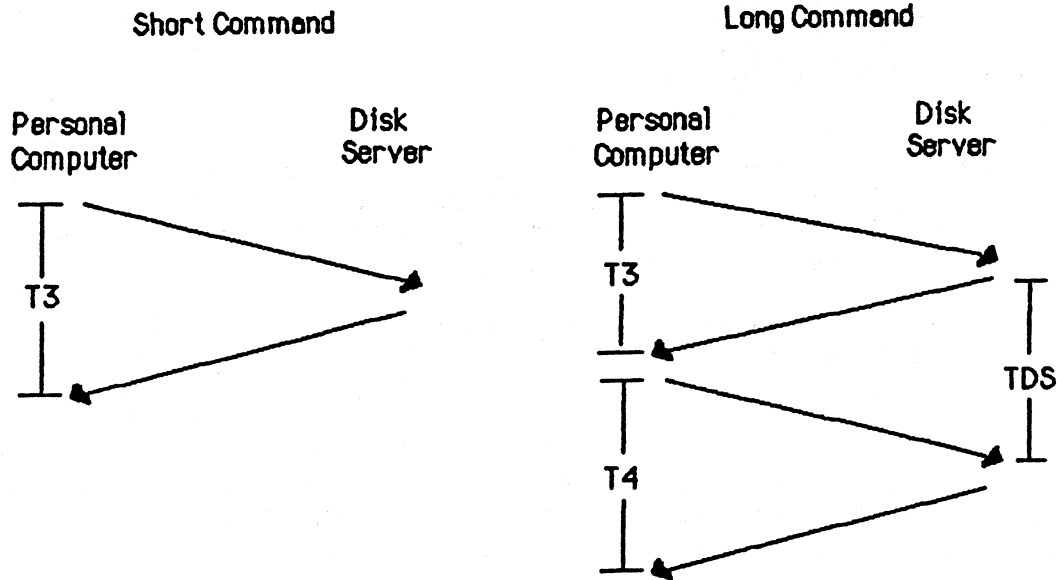 Short Command
Long Command
Personal
Computer
Disk
Server
T3
Personal
Computer
Disk
Server
T3
TDS
T4